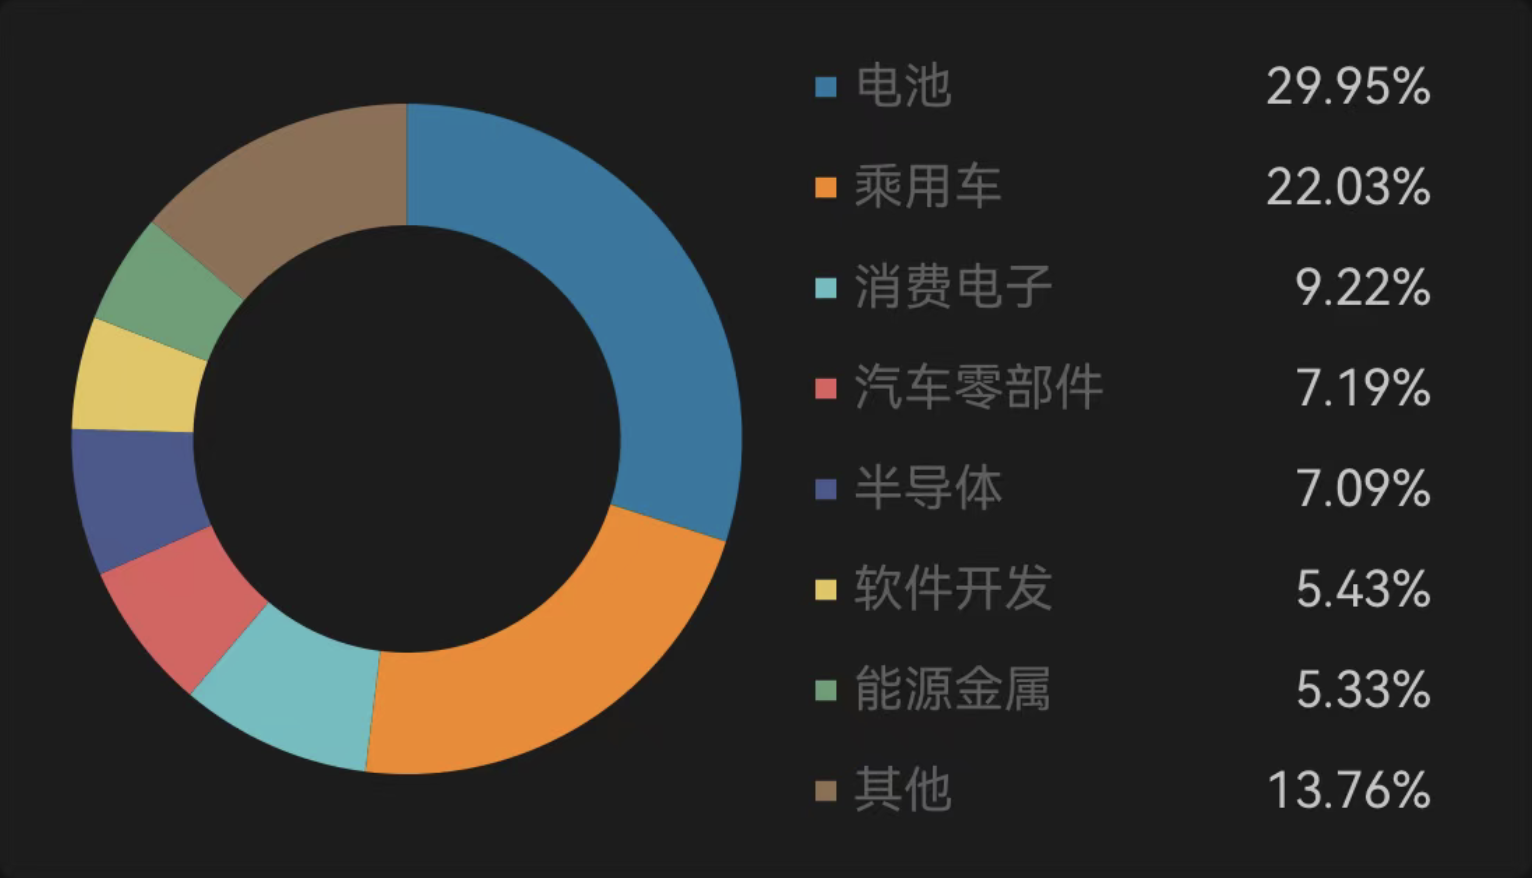 电池 29.95%
乘用车 22.03%
消费电子 9.22%
汽车零部件 7.19%
半导体 7.09%
软件开发 5.43%
能源金属 5.33%
其他 13.76%